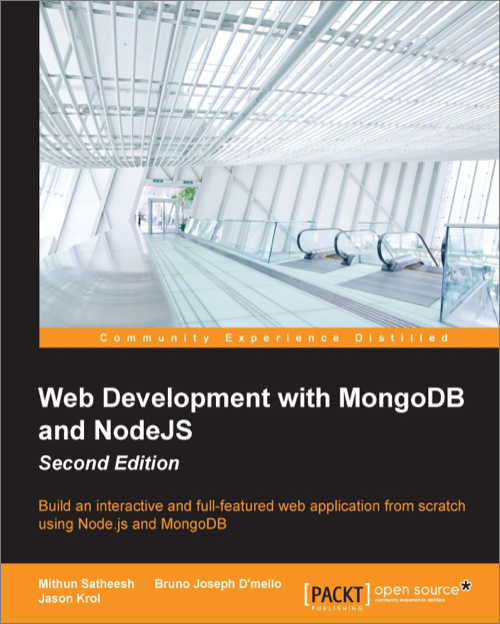 Community Experience Distilled
Web Development with MongoDB
and NodeJS
Second Edition
Build an interactive and full-featured web application from scratch
using Node.js and MongoDB
Mithun Satheesh Bruno Joseph D'mello
Jason Krol
[PACKT] open source*
PUBLISHING community experience distilled